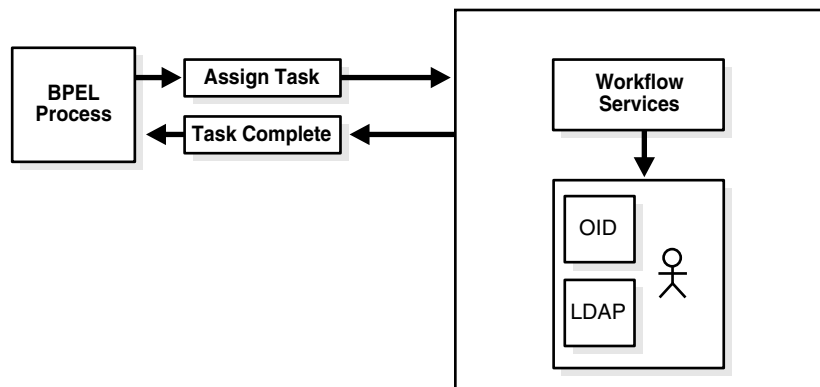 BPEL
Process
Assign Task
Task Complete
Workflow
Services
OID
LDAP